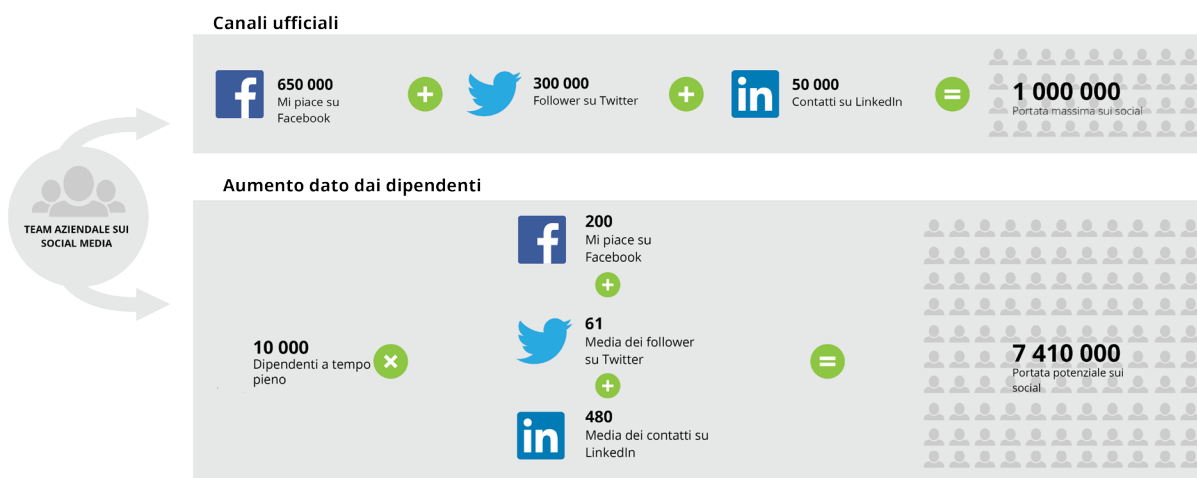 Canali ufficiali
650 000
Mi piace su
Facebook
300 000
Follower su Twitter
50 000
Contatti su LinkedIn
1 000 000
Portata massima sui social
TEAM AZIENDALE SUI
SOCIAL MEDIA
Aumento dato dai dipendenti
10 000
Dipendenti a tempo
pieno
200
Mi piace su
Facebook
61
Media dei follower
su Twitter
480
Media dei contatti su
LinkedIn
7 410 000
Portata potenziale sui
social